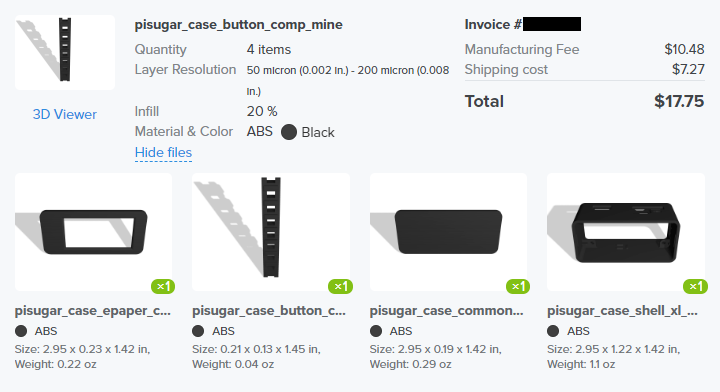 pisugar_case_button_comp_mine
Quantity 4 items
Layer Resolution 50 micron (0.002 in.) - 200 micron (0.008 in.)
Infill 20 %
Material & Color ABS Black
Hide files
3D Viewer
Invoice #
Manufacturing Fee $10.48
Shipping cost $7.27
Total $17.75
×1
pisugar_case_epaper_c...
ABS
Size: 2.95 x 0.23 x 1.42 in,
Weight: 0.22 oz
×1
pisugar_case_button_c...
ABS
Size: 0.21 x 0.13 x 1.45 in,
Weight: 0.04 oz
×1
pisugar_case_common...
ABS
Size: 2.95 x 0.19 x 1.42 in,
Weight: 0.29 oz
×1
pisugar_case_shell_xl_...
ABS
Size: 2.95 x 1.22 x 1.42 in,
Weight: 1.1 oz